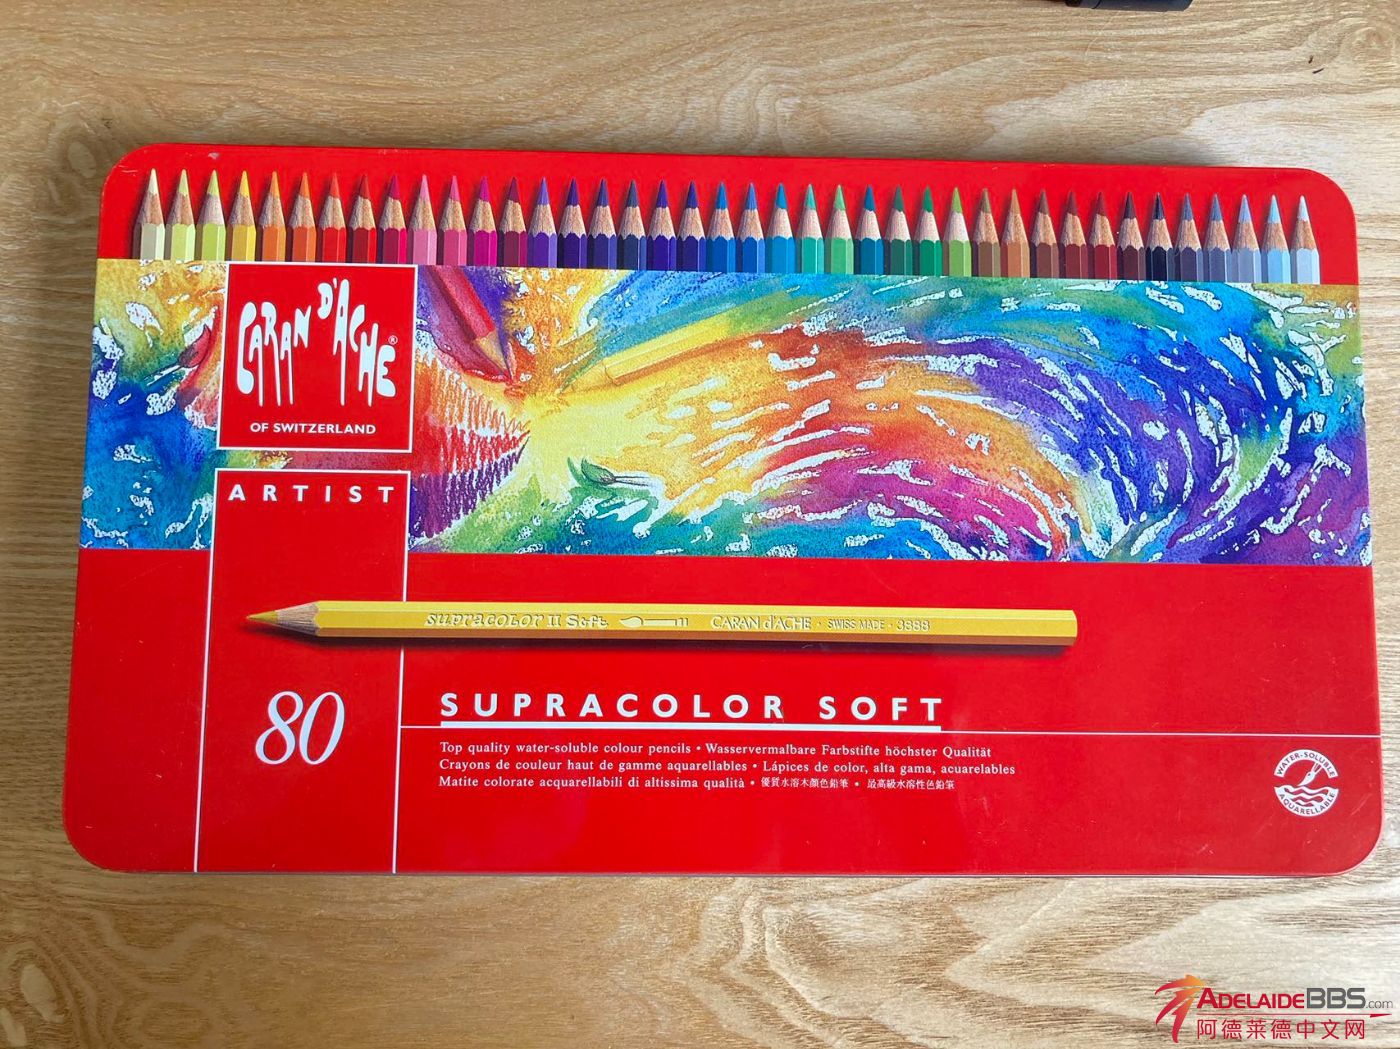 CARAN D'ACHE®
OF SWITZERLAND
ARTIST
supracolor II Soft CARAN d'ACHE · SWISS MADE · 3888
80
SUPRACOLOR SOFT
Top quality water-soluble colour pencils • Wasservermalbare Farbstifte höchster Qualität
Crayons de couleur haut de gamme aquarellables • Lápices de color, alta gama, acuarelables
Matite colorate acquarellabili di altissima qualità • 優質水溶木顏色鉛筆 • 最高級水溶性色鉛筆
WATER-SOLUBLE
AQUARELLABLE
ADELAIDEBBS.com
阿德莱德中文网